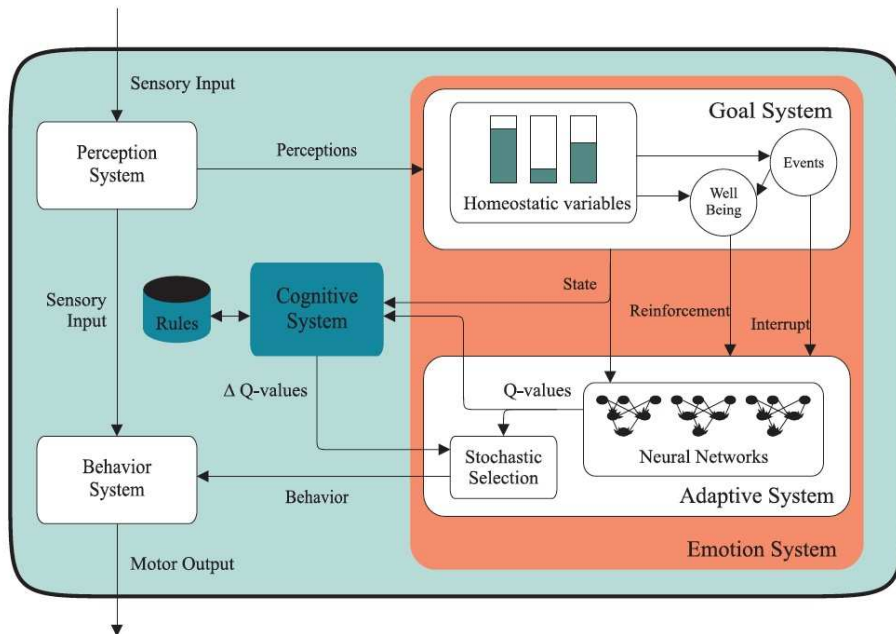 Sensory Input
Goal System
Perception
System
Perceptions
Events
Well
Being
Homeostatic variables
State
Sensory
Input
Rules
Cognitive
System
Reinforcement
Interrupt
Δ Q-values
Q-values
Behavior
System
Behavior
Stochastic
Selection
Neural Networks
Adaptive System
Emotion System
Motor Output